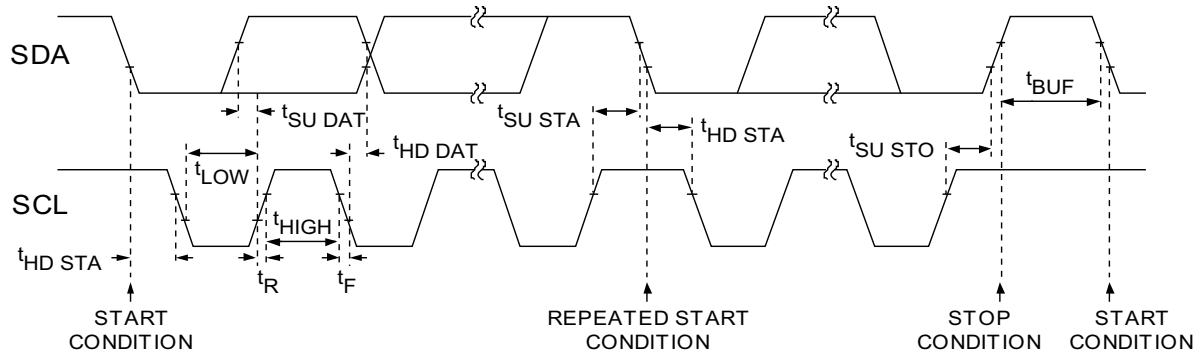 SDA
tBUF
tSU DAT
tSU STA
tHD STA
tHD DAT
tSU STO
tLOW
SCL
tHIGH
tHD STA
tR
tF
START
CONDITION
REPEATED START
CONDITION
STOP
CONDITION
START
CONDITION